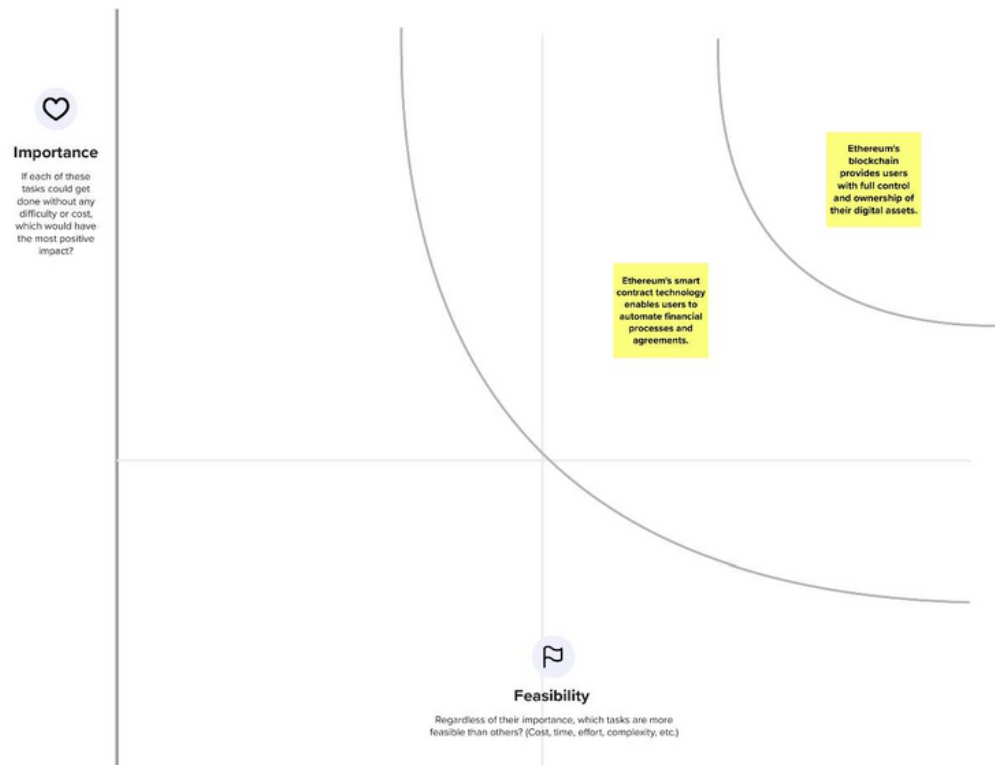 Importance
If each of these
tasks could get
done without any
difficulty or cost,
which would have
the most positive
impact?
Ethereum's
blockchain
provides users
with full control
and ownership of
their digital assets.
Ethereum's smart
contract technology
enables users to
automate financial
processes and
agreements.
Feasibility
Regardless of their importance, which tasks are more
feasible than others? (Cost, time, effort, complexity, etc.)